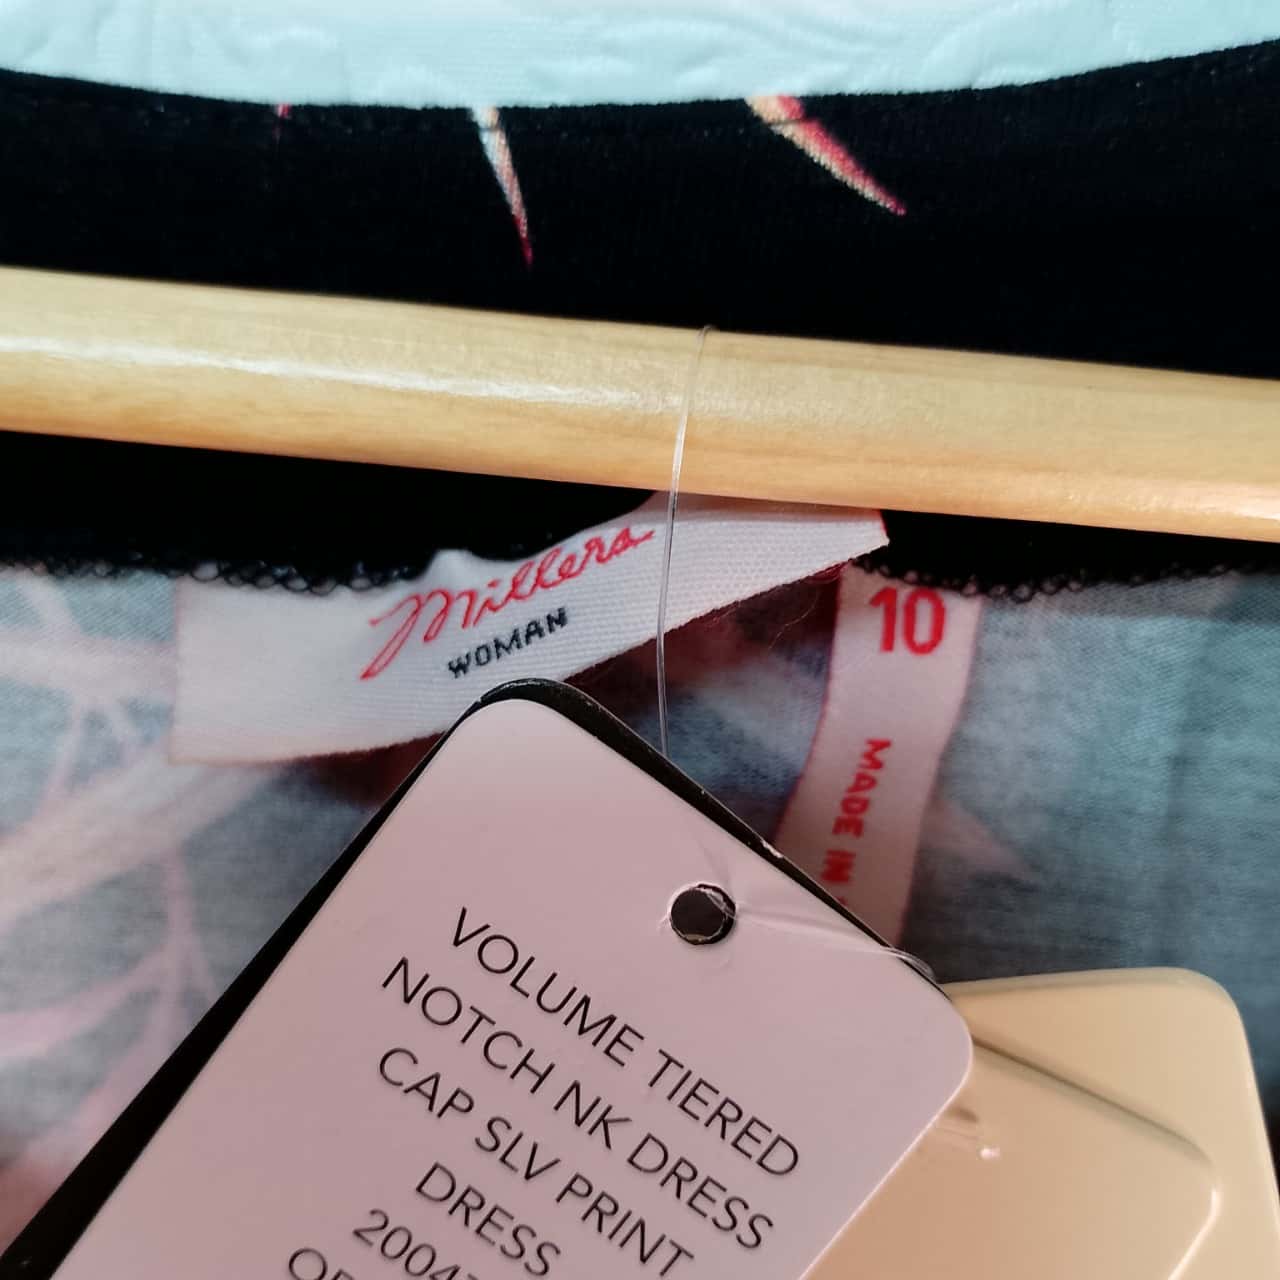 Millers
WOMAN
10
MADE IN
VOLUME TIERED
NOTCH NK DRESS
CAP SLV PRINT
DRESS